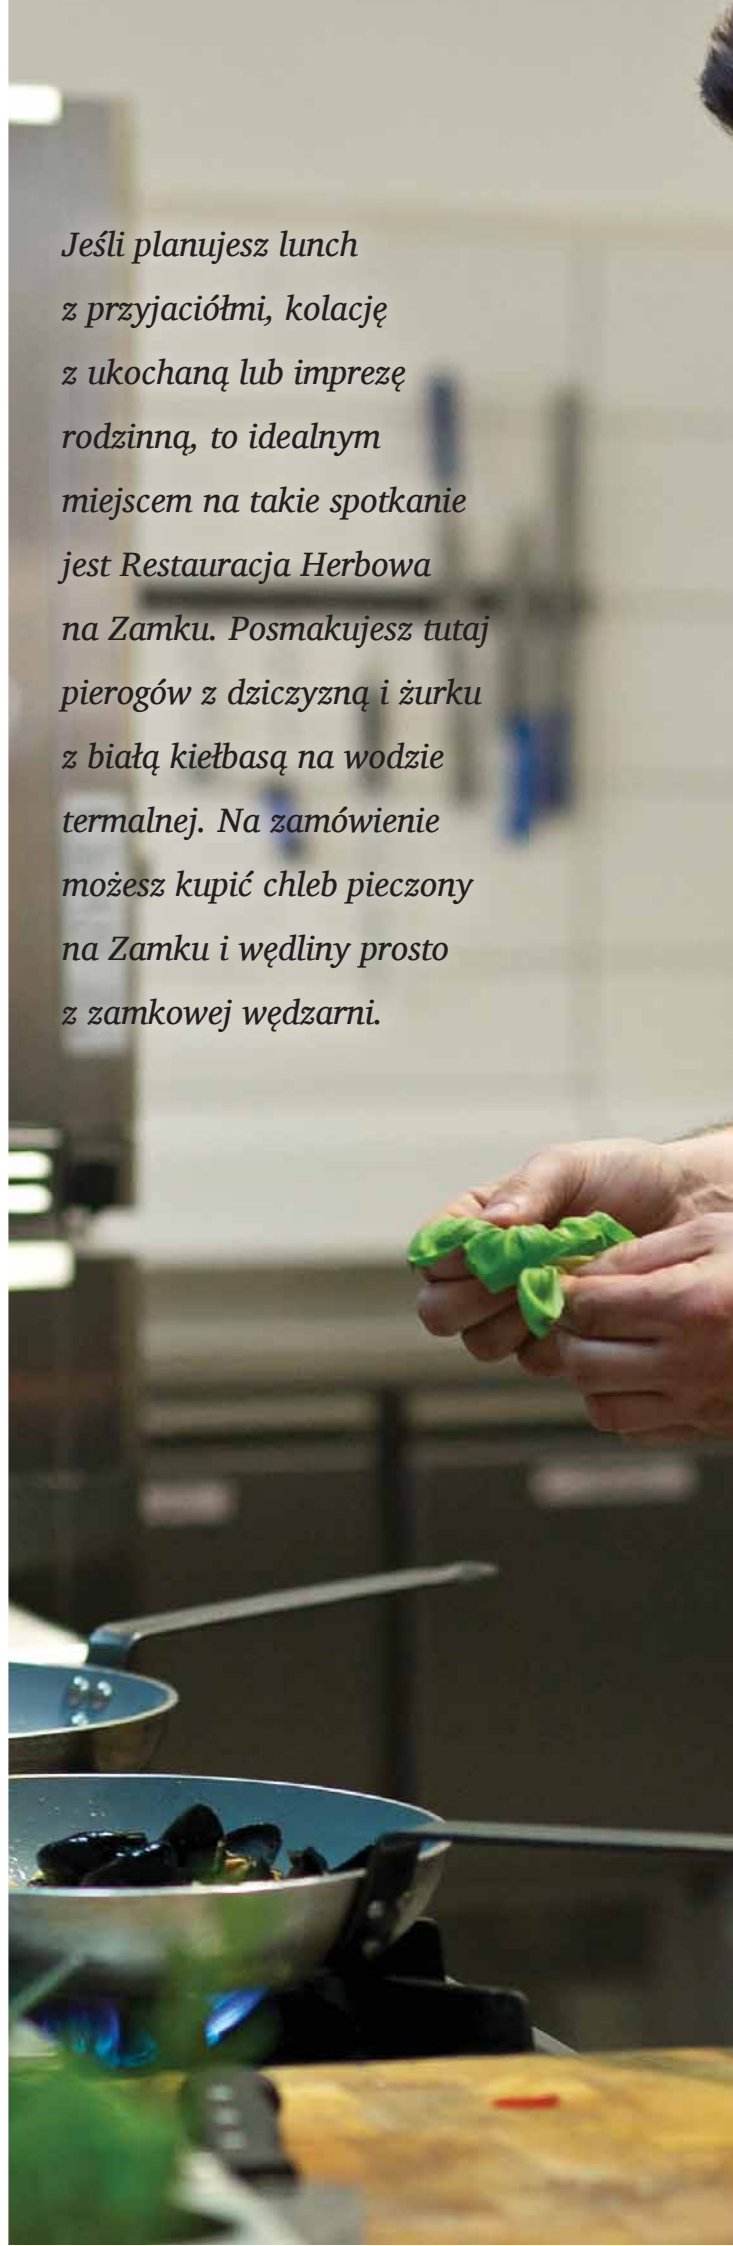 Jeśli planujesz lunch
z przyjaciółmi, kolację
z ukochaną lub imprezę
rodzinną, to idealnym
miejscem na takie spotkanie
jest Restauracja Herbowa
na Zamku. Posmakujesz tutaj
pierogów z dziczyzną i żurku
z białą kiełbasą na wodzie
termalnej. Na zamówienie
możesz kupić chleb pieczony
na Zamku i wędliny prosto
z zamkowej wędzarni.